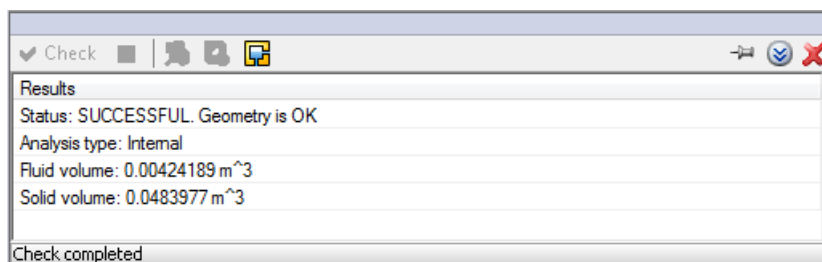 Check
Results
Status: SUCCESSFUL. Geometry is OK
Analysis type: Internal
Fluid volume: 0.00424189 m^3
Solid volume: 0.0483977 m^3
Check completed